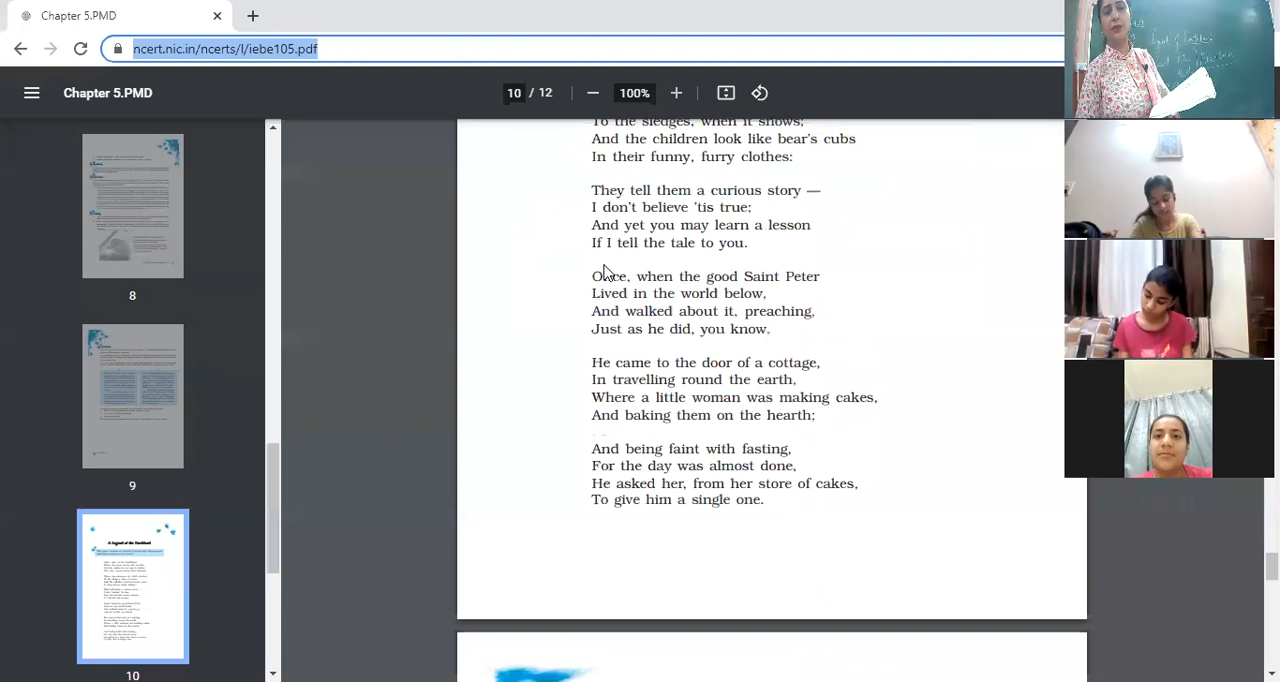 Chapter 5.PMD
ncert.nic.in/ncerts/l/iebe105.pdf
Chapter 5.PMD
10 / 12
100%
To the sledges, when it snows;
And the children look like bear's cubs
In their funny, furry clothes:
They tell them a curious story —
I don't believe 'tis true;
And yet you may learn a lesson
If I tell the tale to you.
Once, when the good Saint Peter
Lived in the world below,
And walked about it, preaching,
Just as he did, you know.
He came to the door of a cottage,
In travelling round the earth,
Where a little woman was making cakes,
And baking them on the hearth;
And being faint with fasting,
For the day was almost done,
He asked her, from her store of cakes,
To give him a single one.
8
9
A Legend of the Northland
10